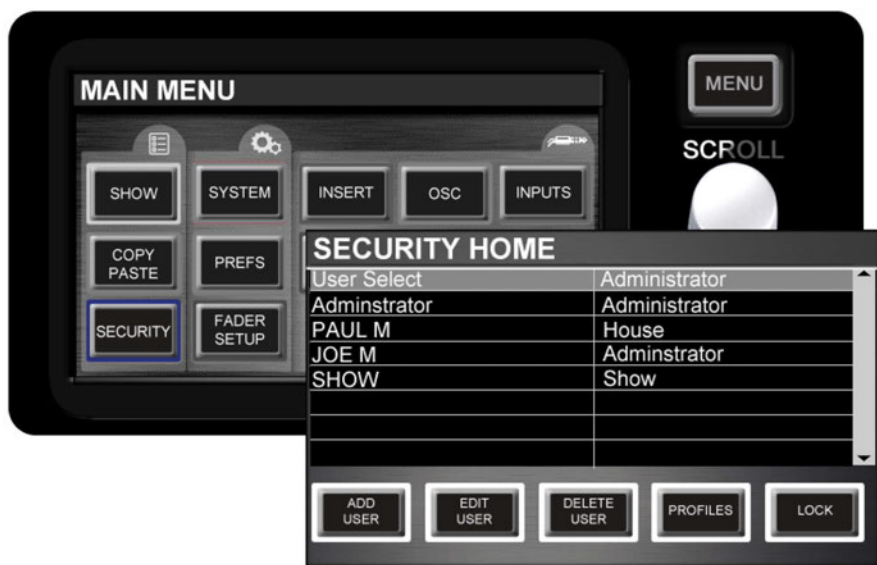 MAIN MENU
MENU
SCROLL
SHOW
SYSTEM
INSERT
OSC
INPUTS
COPY
PASTE
PREFS
SECURITY
FADER
SETUP
SECURITY HOME
User Select Administrator
Adminstrator Administrator
PAUL M House
JOE M Adminstrator
SHOW Show
ADD
USER
EDIT
USER
DELETE
USER
PROFILES
LOCK